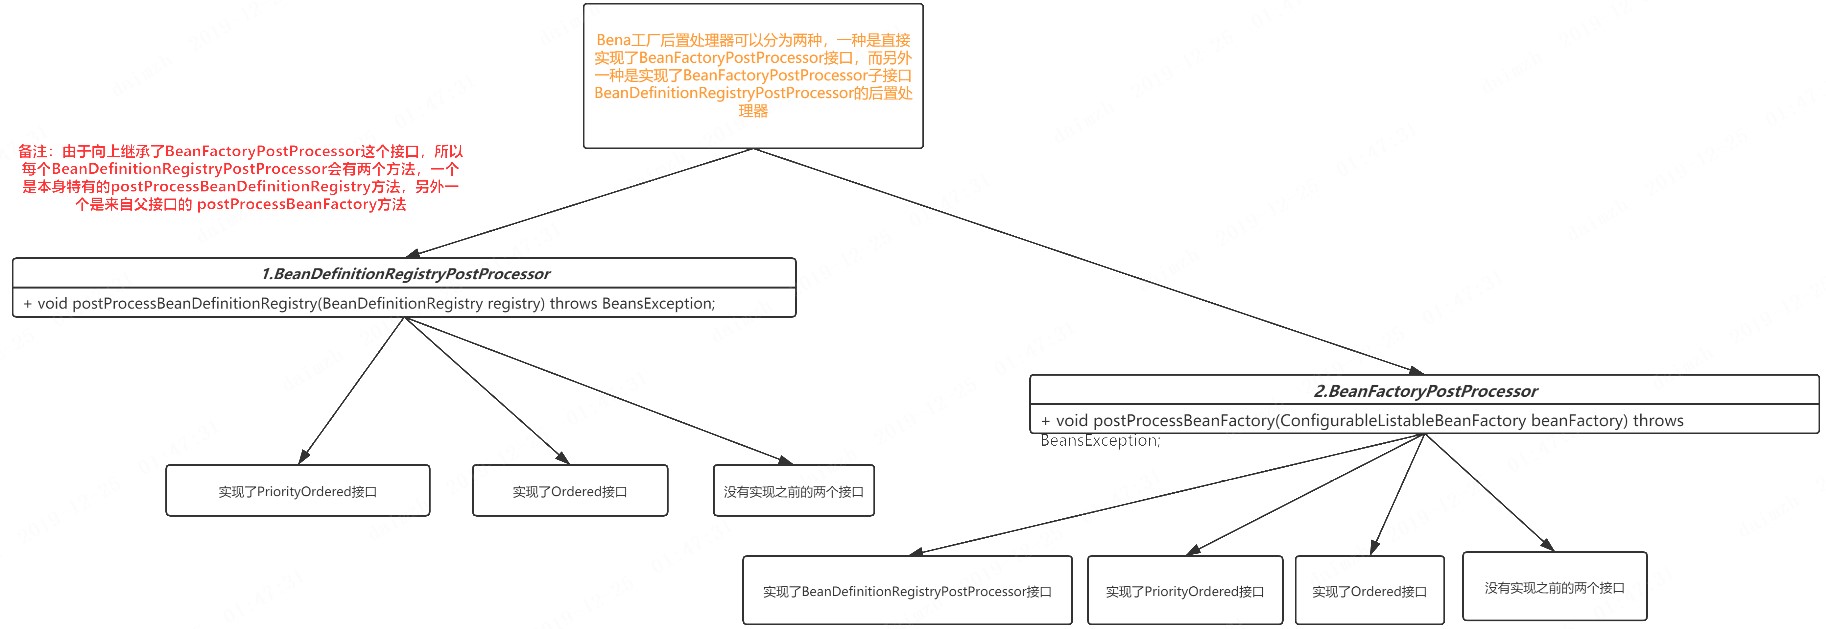 Bena工厂后置处理器可以分为两种，一种是直接
实现了BeanFactoryPostProcessor接口，而另外
一种是实现了BeanFactoryPostProcessor子接口
BeanDefinitionRegistryPostProcessor的后置处
理器
备注：由于向上继承了BeanFactoryPostProcessor这个接口，所以
每个BeanDefinitionRegistryPostProcessor会有两个方法，一个
是本身特有的postProcessBeanDefinitionRegistry方法，另外一
个是来自父接口的 postProcessBeanFactory方法
1.BeanDefinitionRegistryPostProcessor
+ void postProcessBeanDefinitionRegistry(BeanDefinitionRegistry registry) throws BeansException;
2.BeanFactoryPostProcessor
+ void postProcessBeanFactory(ConfigurableListableBeanFactory beanFactory) throws
BeansException;
实现了PriorityOrdered接口
实现了Ordered接口
没有实现之前的两个接口
实现了BeanDefinitionRegistryPostProcessor接口
实现了PriorityOrdered接口
实现了Ordered接口
没有实现之前的两个接口